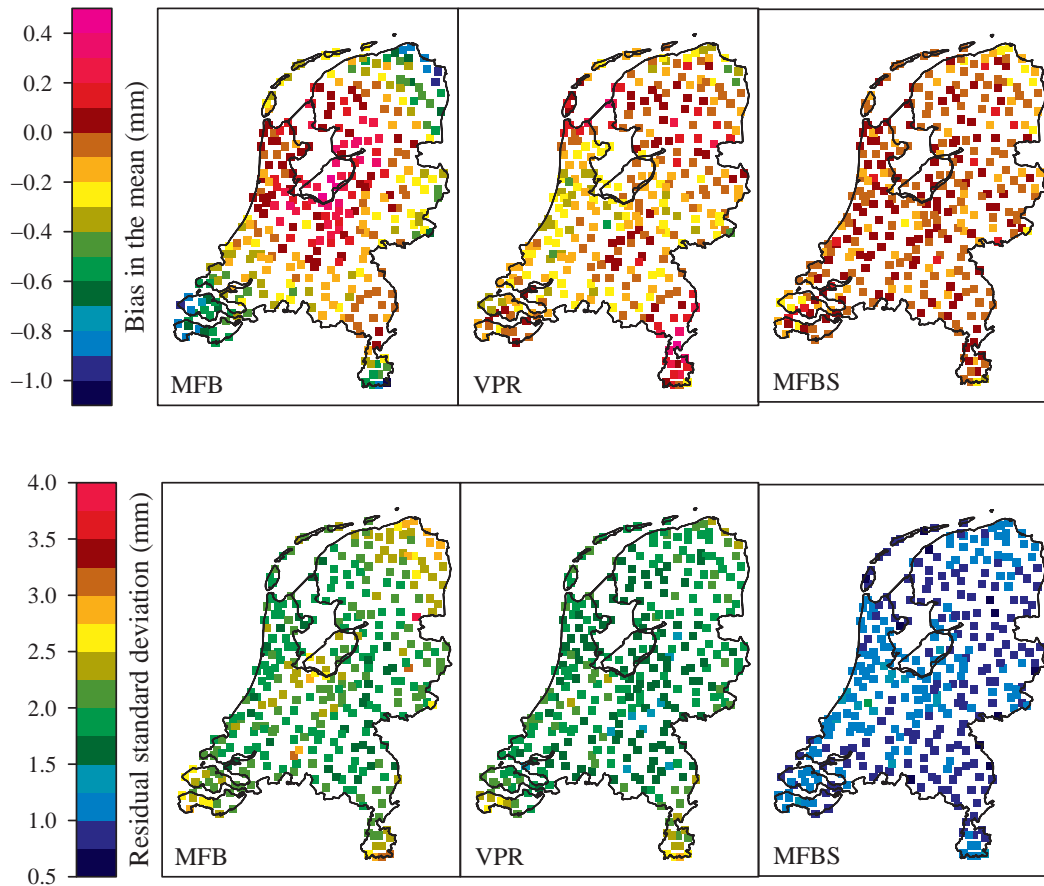 0.4
0.2
0.0
−0.2
−0.4
−0.6
−0.8
−1.0
Bias in the mean (mm)
MFB
VPR
MFBS
4.0
3.5
3.0
2.5
2.0
1.5
1.0
0.5
Residual standard deviation (mm)
MFB
VPR
MFBS